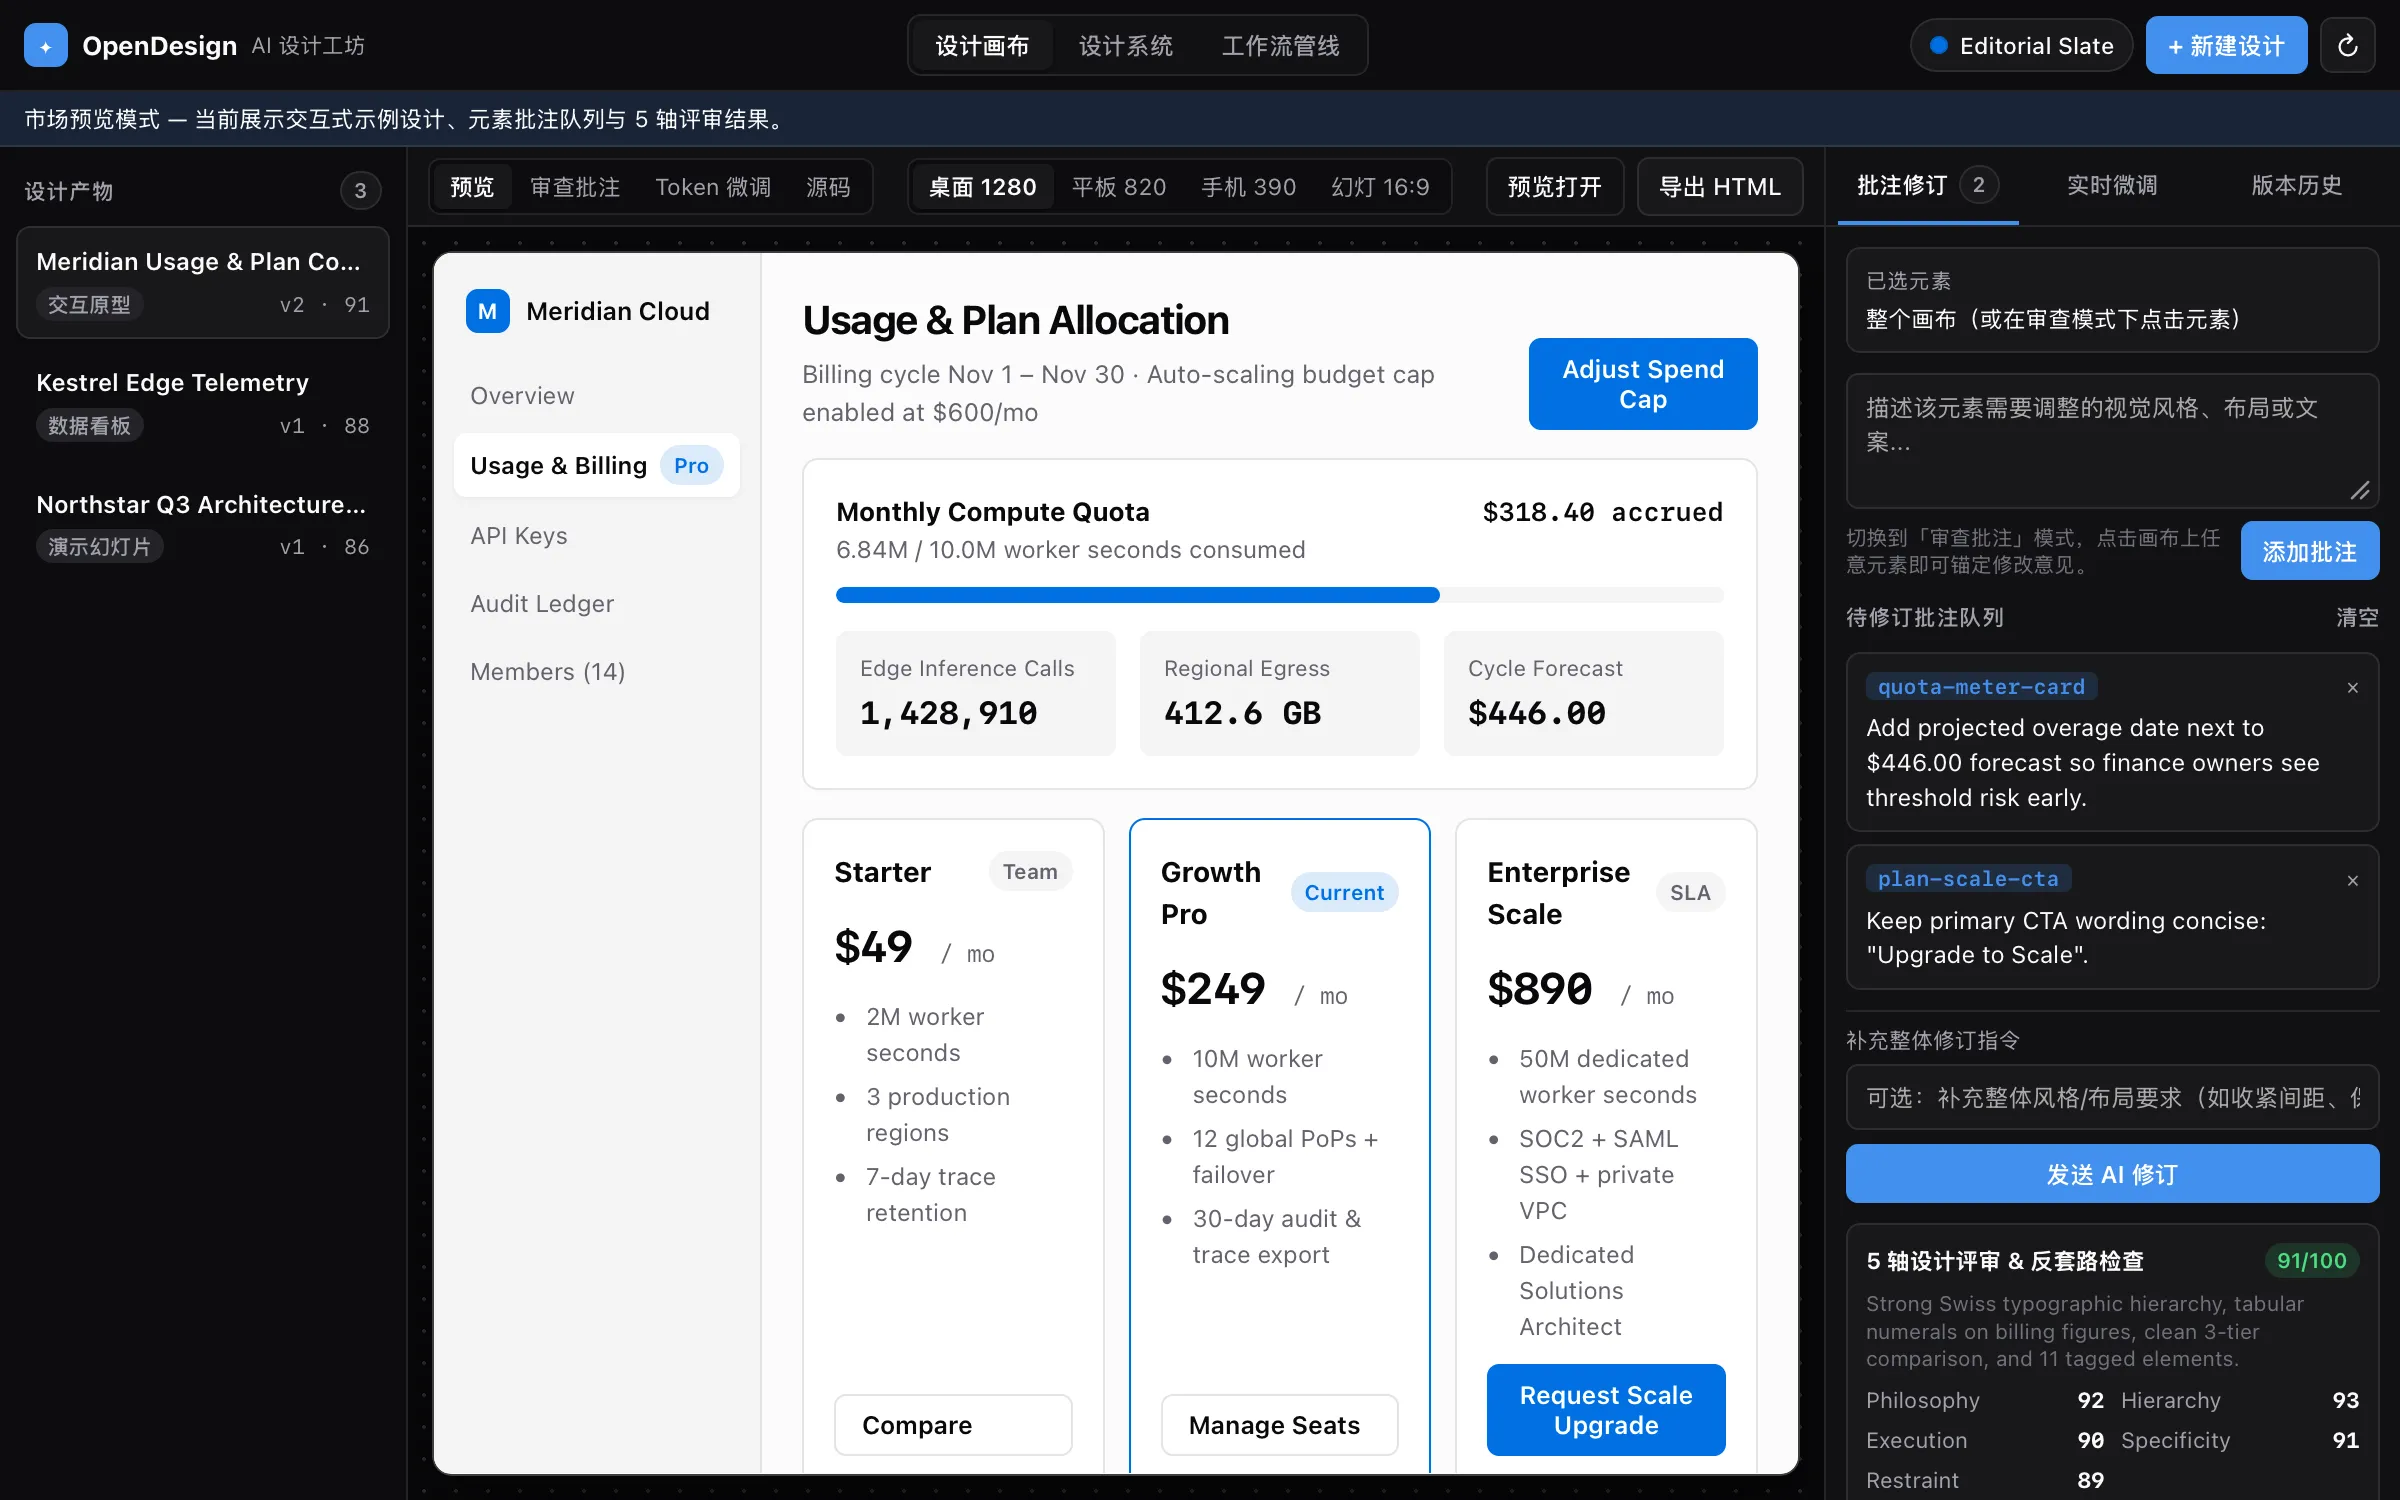 OpenDesign AI 设计工坊
设计画布 设计系统 工作流管线
Editorial Slate
+ 新建设计
市场预览模式 — 当前展示交互式示例设计、元素批注队列与 5 轴评审结果。
设计产物 3
Meridian Usage & Plan Co...
交互原型 v2 · 91
Kestrel Edge Telemetry
数据看板 v1 · 88
Northstar Q3 Architecture...
演示幻灯片 v1 · 86
预览 审查批注 Token 微调 源码
桌面 1280 平板 820 手机 390 幻灯 16:9
预览打开 导出 HTML
M Meridian Cloud
Overview
Usage & Billing Pro
API Keys
Audit Ledger
Members (14)
Usage & Plan Allocation
Billing cycle Nov 1 – Nov 30 · Auto-scaling budget cap
enabled at $600/mo
Adjust Spend
Cap
Monthly Compute Quota $318.40 accrued
6.84M / 10.0M worker seconds consumed
Edge Inference Calls
1,428,910
Regional Egress
412.6 GB
Cycle Forecast
$446.00
Starter Team
$49 / mo
2M worker
seconds
3 production
regions
7-day trace
retention
Compare
Growth
Pro
Current
$249 / mo
10M worker
seconds
12 global PoPs +
failover
30-day audit &
trace export
Manage Seats
Enterprise
Scale
SLA
$890 / mo
50M dedicated
worker seconds
SOC2 + SAML
SSO + private
VPC
Dedicated
Solutions
Architect
Request Scale
Upgrade
批注修订 2 实时微调 版本历史
已选元素
整个画布（或在审查模式下点击元素）
描述该元素需要调整的视觉风格、布局或文
案...
切换到「审查批注」模式，点击画布上任
意元素即可锚定修改意见。
添加批注
待修订批注队列 清空
quota-meter-card ×
Add projected overage date next to
$446.00 forecast so finance owners see
threshold risk early.
plan-scale-cta ×
Keep primary CTA wording concise:
"Upgrade to Scale".
补充整体修订指令
可选：补充整体风格/布局要求（如收紧间距、
发送 AI 修订
5 轴设计评审 & 反套路检查 91/100
Strong Swiss typographic hierarchy, tabular
numerals on billing figures, clean 3-tier
comparison, and 11 tagged elements.
Philosophy 92 Hierarchy 93
Execution 90 Specificity 91
Restraint 89